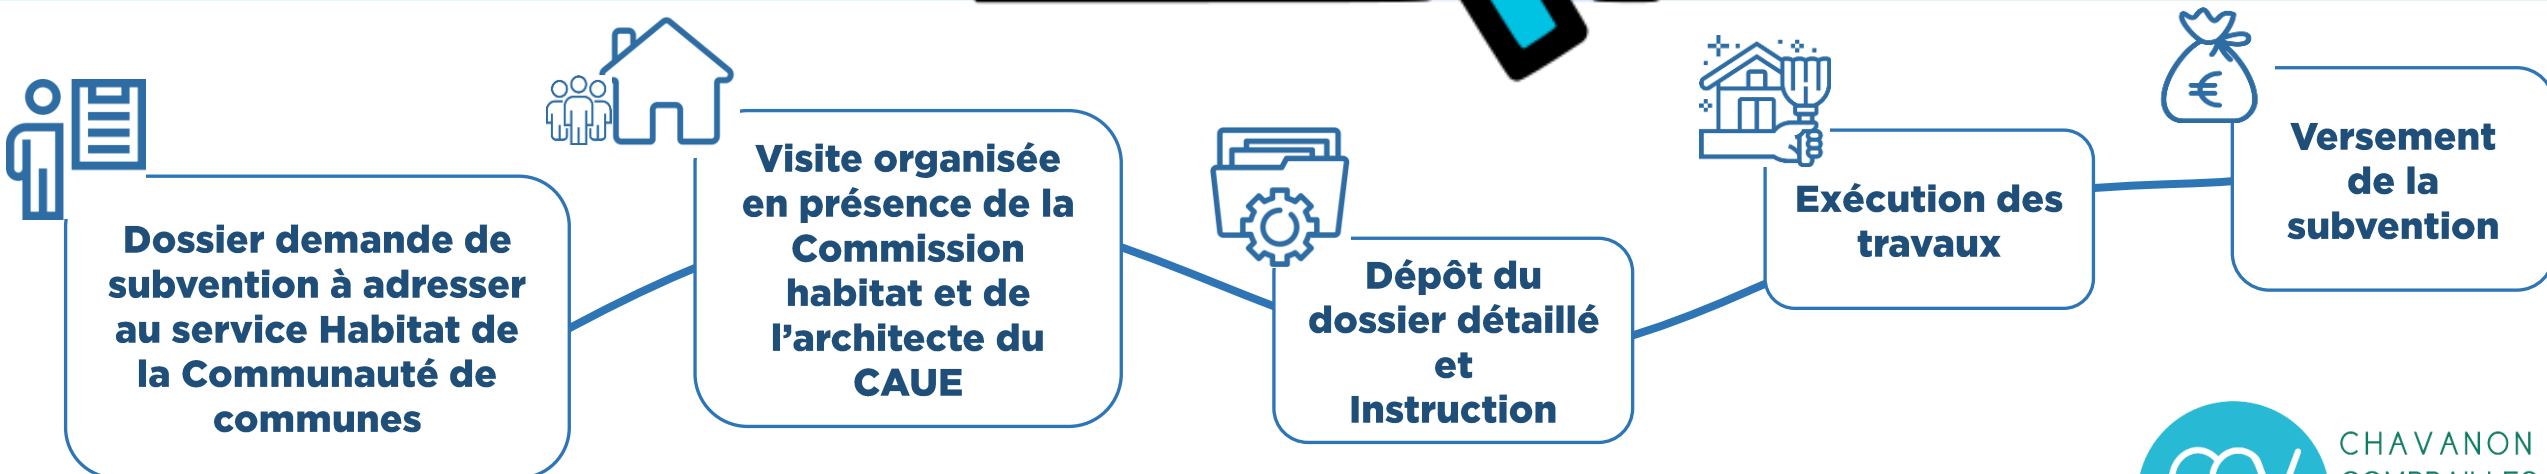 Dossier demande de
subvention à adresser
au service Habitat de
la Communauté de
communes
Visite organisée
en présence de la
Commission
habitat et de
l’architecte du
CAUE
Dépôt du
dossier détaillé
et
Instruction
Exécution des
travaux
€
Versement
de la
subvention
CHAVANON